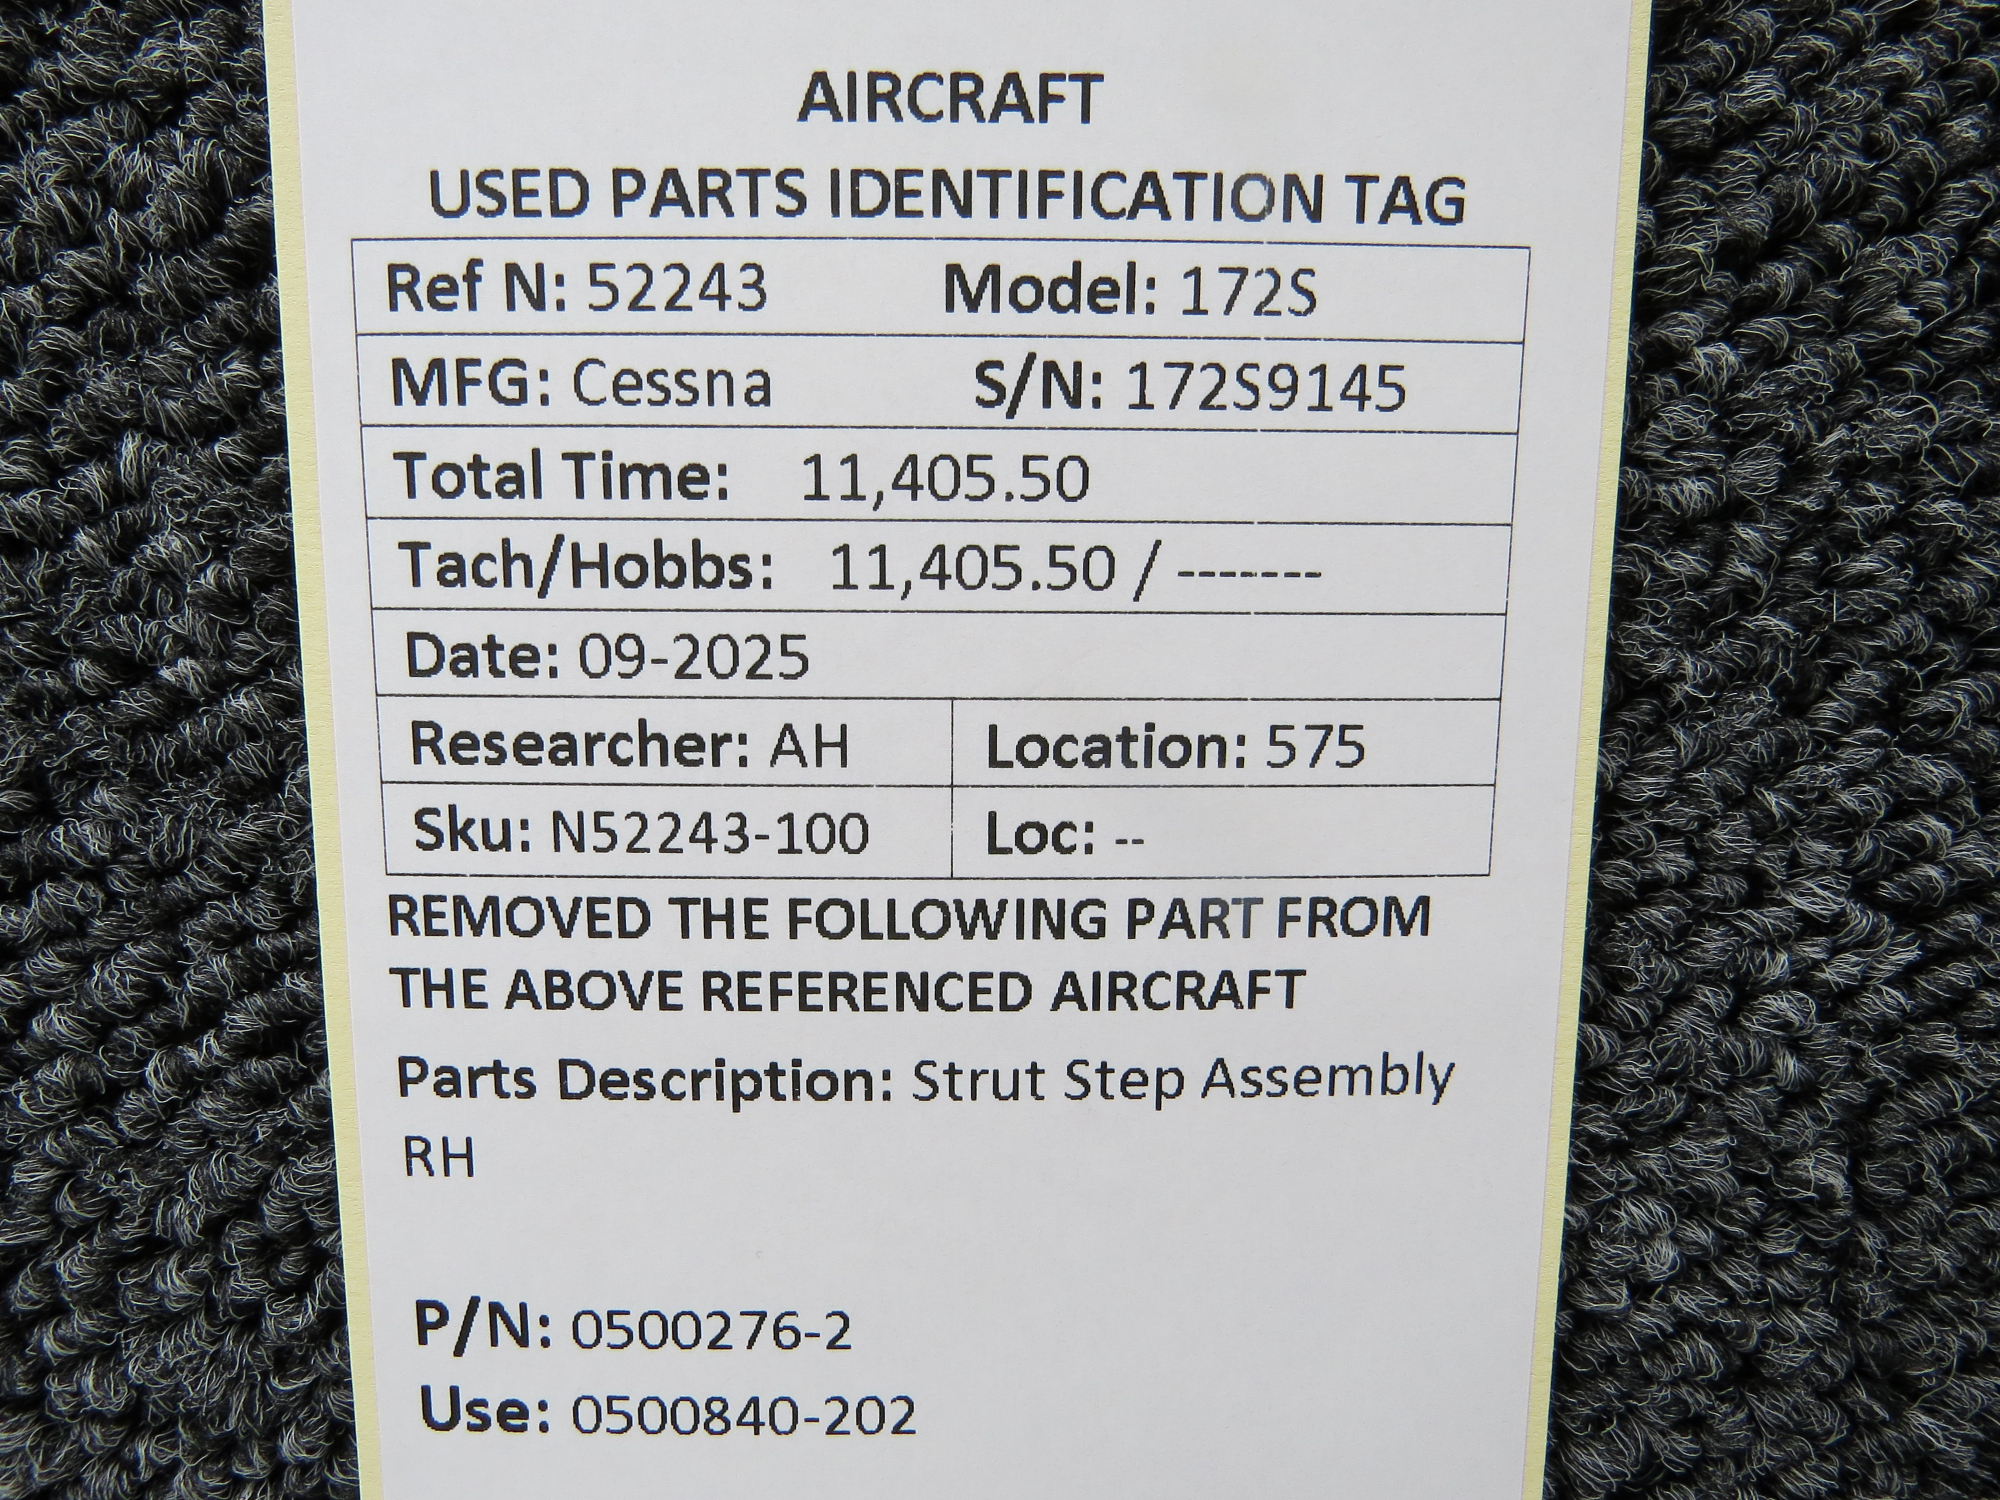 AIRCRAFT
USED PARTS IDENTIFICATION TAG
Ref N: 52243 Model: 172S
MFG: Cessna S/N: 172S9145
Total Time: 11,405.50
Tach/Hobbs: 11,405.50 / -------
Date: 09-2025
Researcher: AH Location: 575
Sku: N52243-100 Loc: --
REMOVED THE FOLLOWING PART FROM
THE ABOVE REFERENCED AIRCRAFT
Parts Description: Strut Step Assembly
RH
P/N: 0500276-2
Use: 0500840-202